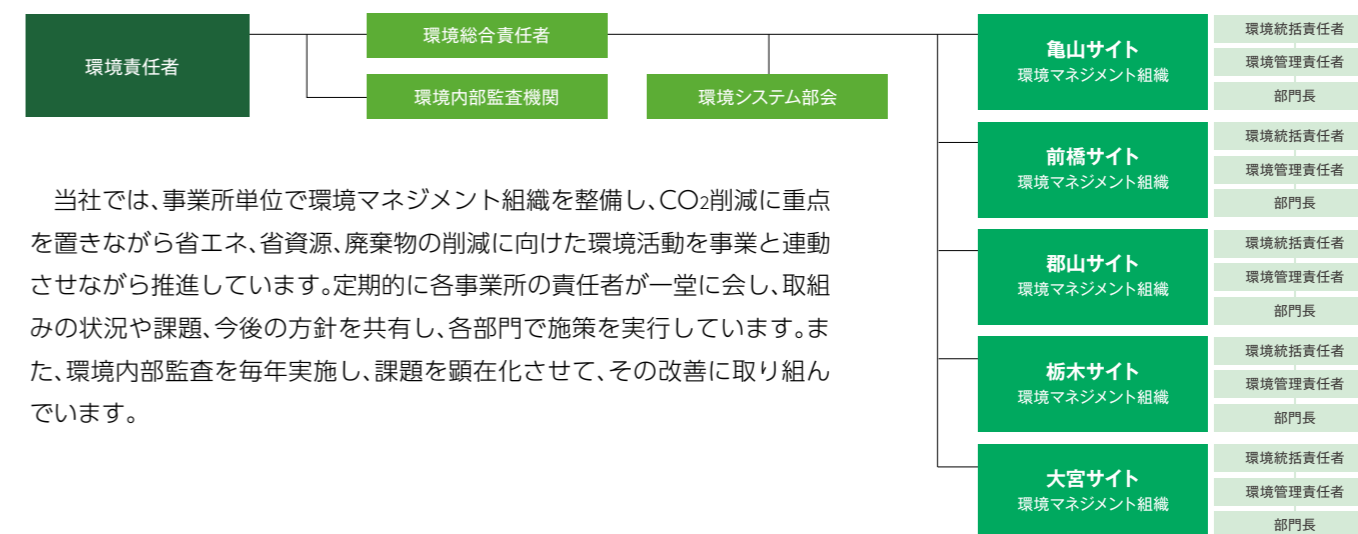 環境責任者
環境総合責任者
環境内部監査機関
環境システム部会
亀山サイト
環境マネジメント組織
環境統括責任者
環境管理責任者
部門長
前橋サイト
環境マネジメント組織
環境統括責任者
環境管理責任者
部門長
郡山サイト
環境マネジメント組織
環境統括責任者
環境管理責任者
部門長
栃木サイト
環境マネジメント組織
環境統括責任者
環境管理責任者
部門長
大宮サイト
環境マネジメント組織
環境統括責任者
環境管理責任者
部門長
当社では、事業所単位で環境マネジメント組織を整備し、CO2削減に重点
を置きながら省エネ、省資源、廃棄物の削減に向けた環境活動を事業と連動
させながら推進しています。定期的に各事業所の責任者が一堂に会し、取組
みの状況や課題、今後の方針を共有し、各部門で施策を実行しています。ま
た、環境内部監査を毎年実施し、課題を顕在化させて、その改善に取り組ん
でいます。